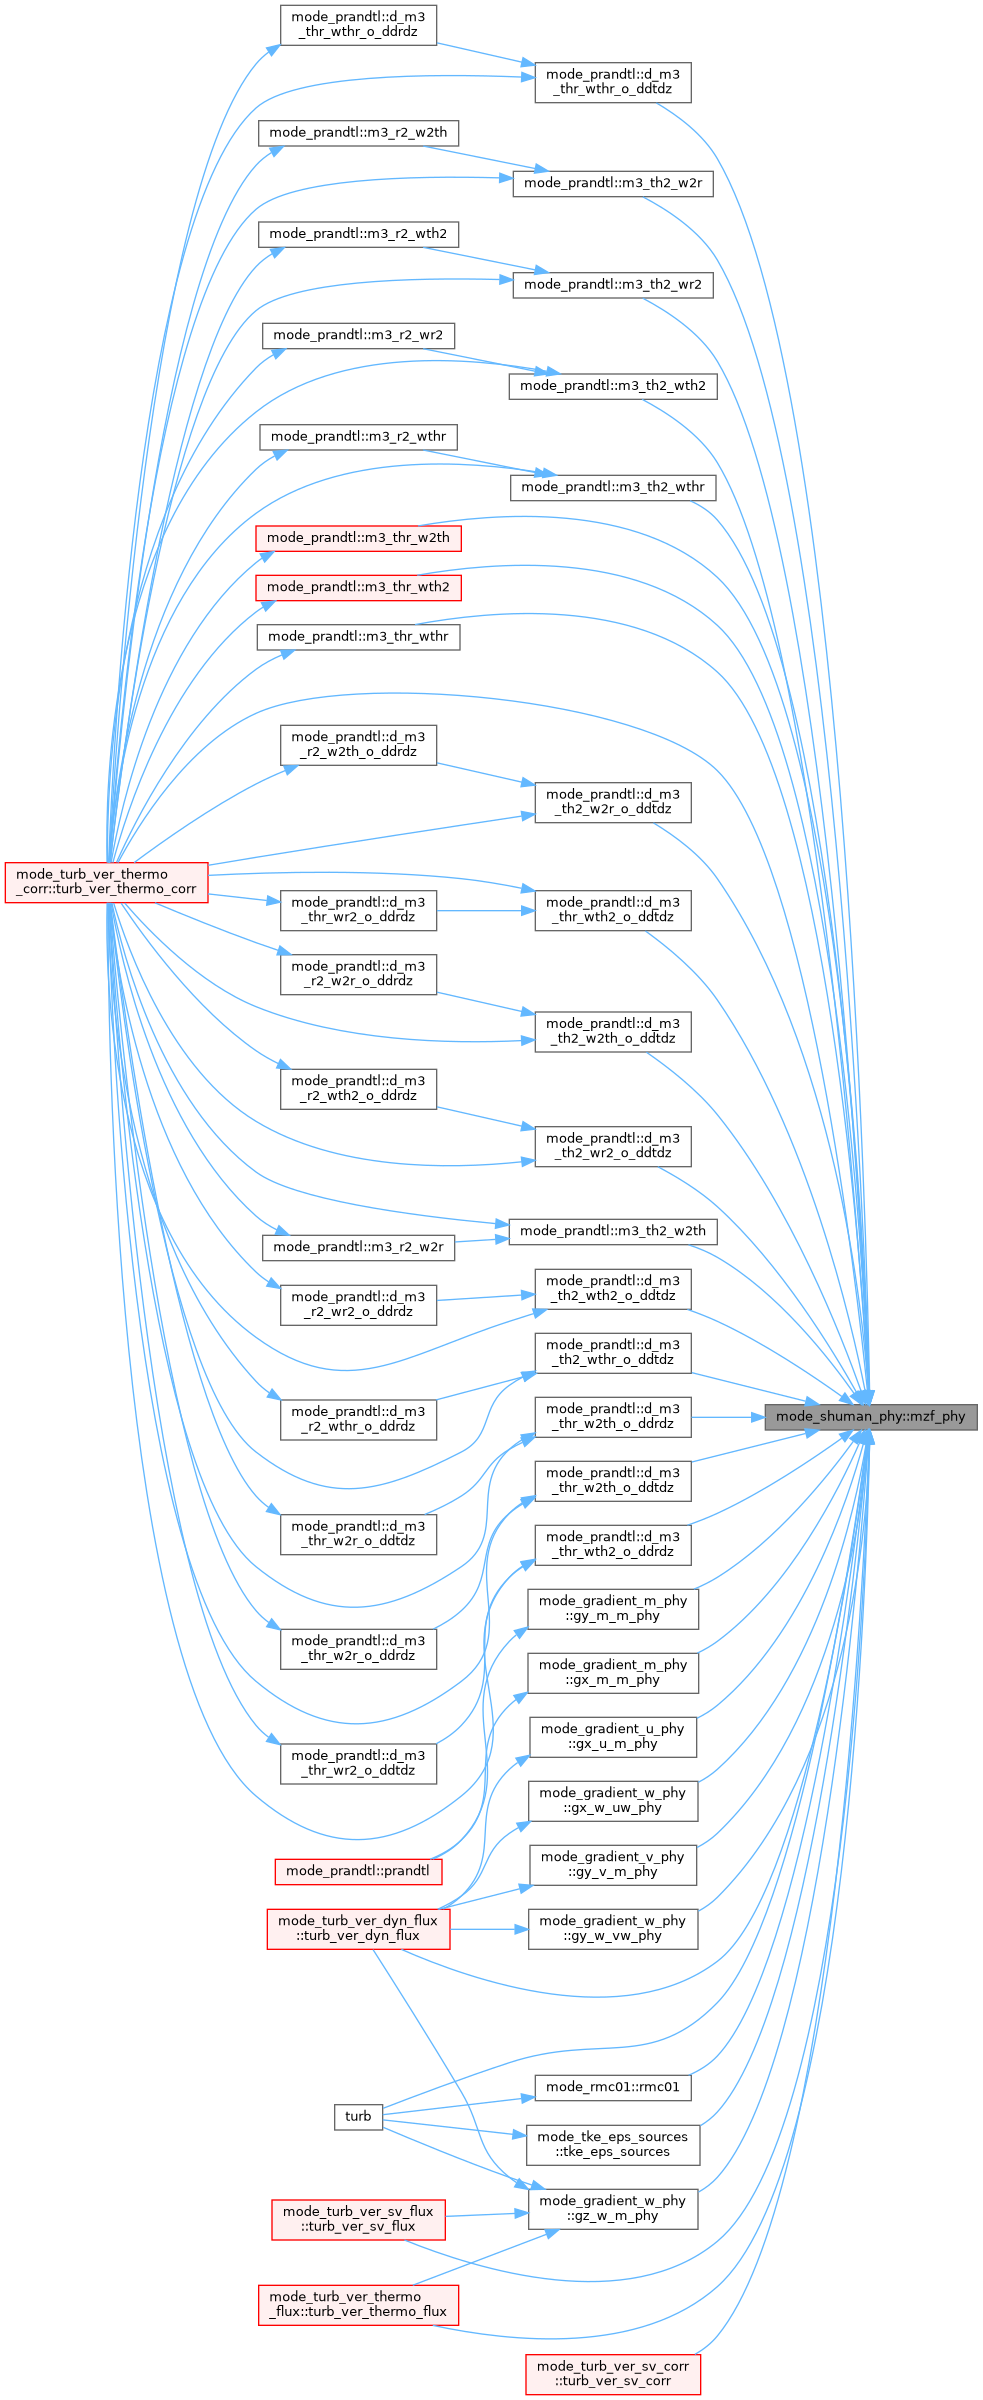 mode_prandtl::d_m3
_thr_wthr_o_ddrdz
mode_prandtl::d_m3
_thr_wthr_o_ddtdz
mode_prandtl::m3_r2_w2th
mode_prandtl::m3_th2_w2r
mode_prandtl::m3_r2_wth2
mode_prandtl::m3_th2_wr2
mode_prandtl::m3_r2_wr2
mode_prandtl::m3_th2_wth2
mode_prandtl::m3_r2_wthr
mode_prandtl::m3_th2_wthr
mode_prandtl::m3_thr_w2th
mode_prandtl::m3_thr_wth2
mode_prandtl::m3_thr_wthr
mode_prandtl::d_m3
_r2_w2th_o_ddrdz
mode_prandtl::d_m3
_th2_w2r_o_ddtdz
mode_turb_ver_thermo
_corr::turb_ver_thermo_corr
mode_prandtl::d_m3
_thr_wr2_o_ddrdz
mode_prandtl::d_m3
_thr_wth2_o_ddtdz
mode_prandtl::d_m3
_r2_w2r_o_ddrdz
mode_prandtl::d_m3
_th2_w2th_o_ddtdz
mode_prandtl::d_m3
_r2_wth2_o_ddrdz
mode_prandtl::d_m3
_th2_wr2_o_ddtdz
mode_prandtl::m3_th2_w2th
mode_prandtl::m3_r2_w2r
mode_prandtl::d_m3
_th2_wth2_o_ddtdz
mode_prandtl::d_m3
_r2_wr2_o_ddrdz
mode_prandtl::d_m3
_th2_wthr_o_ddtdz
mode_prandtl::d_m3
_r2_wthr_o_ddrdz
mode_prandtl::d_m3
_thr_w2th_o_ddrdz
mode_shuman_phy::mzf_phy
mode_prandtl::d_m3
_thr_w2th_o_ddtdz
mode_prandtl::d_m3
_thr_w2r_o_ddtdz
mode_prandtl::d_m3
_thr_wth2_o_ddrdz
mode_gradient_m_phy
::gy_m_m_phy
mode_prandtl::d_m3
_thr_w2r_o_ddrdz
mode_gradient_m_phy
::gx_m_m_phy
mode_gradient_u_phy
::gx_u_m_phy
mode_prandtl::d_m3
_thr_wr2_o_ddtdz
mode_gradient_w_phy
::gx_w_uw_phy
mode_gradient_v_phy
::gy_v_m_phy
mode_prandtl::prandtl
mode_turb_ver_dyn_flux
::turb_ver_dyn_flux
mode_gradient_w_phy
::gy_w_vw_phy
mode_rmc01::rmc01
turb
mode_tke_eps_sources
::tke_eps_sources
mode_gradient_w_phy
::gz_w_m_phy
mode_turb_ver_sv_flux
::turb_ver_sv_flux
mode_turb_ver_thermo
_flux::turb_ver_thermo_flux
mode_turb_ver_sv_corr
::turb_ver_sv_corr